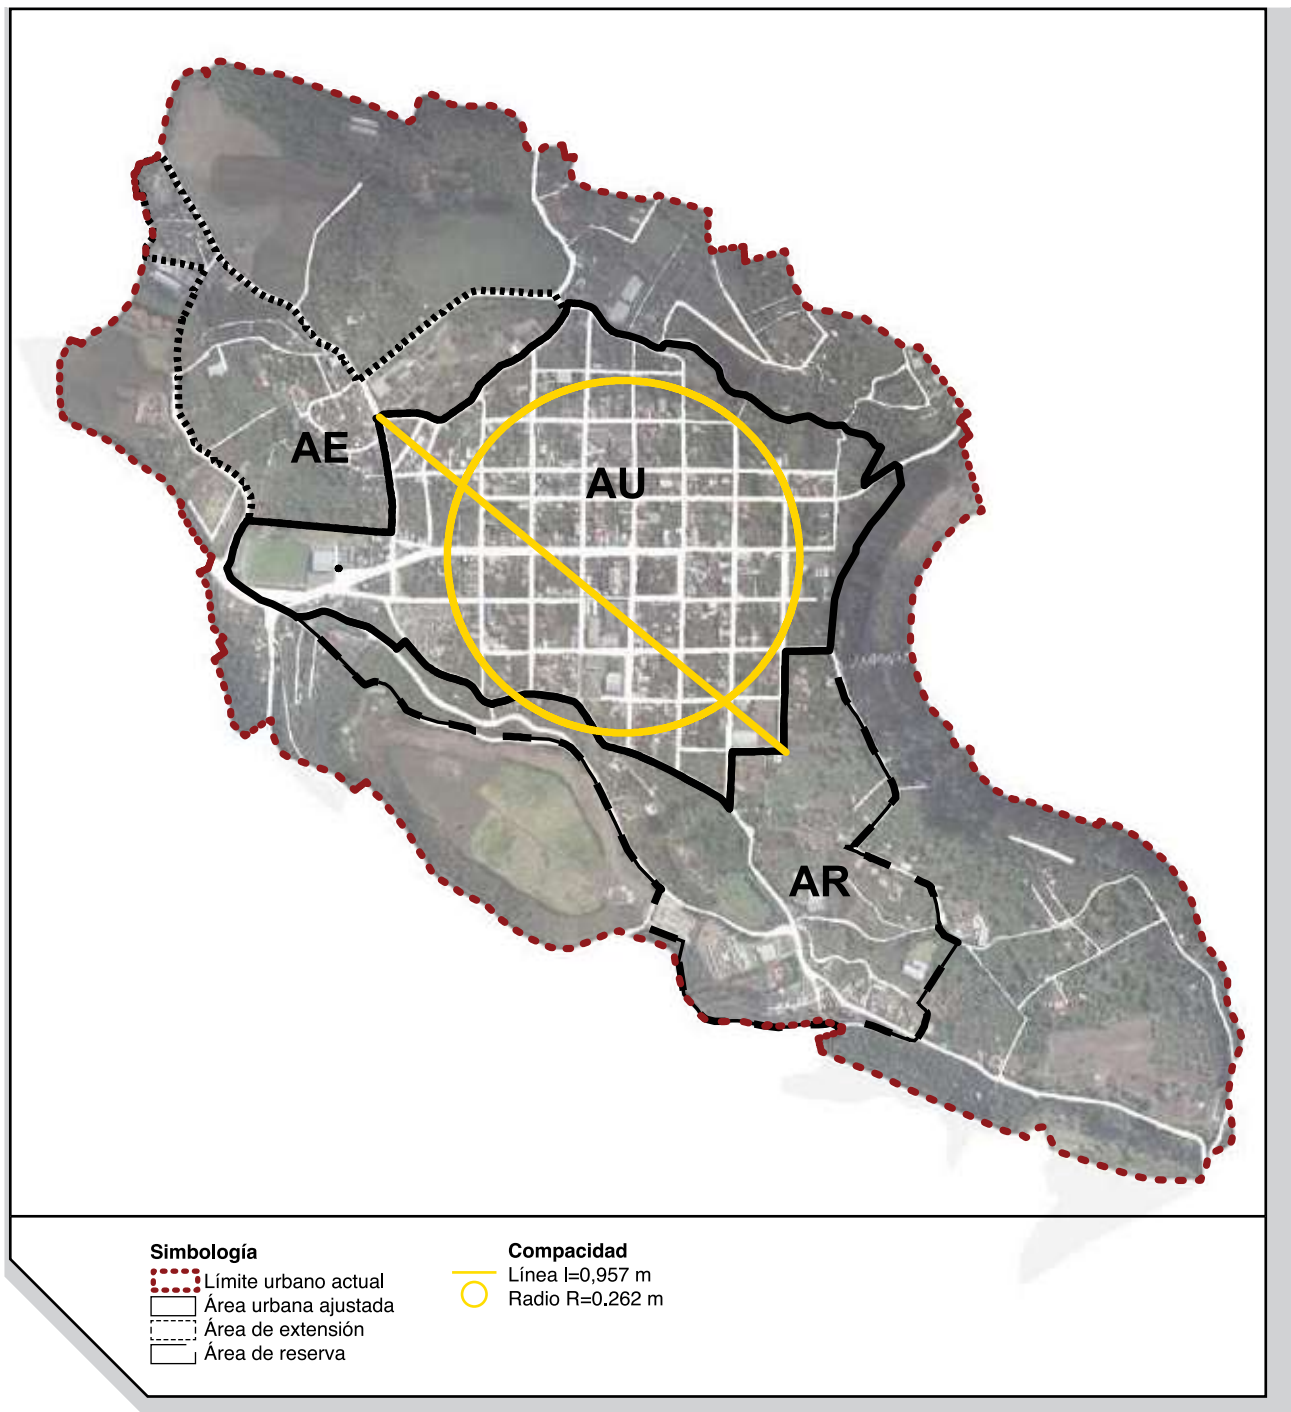 AE
AU
AR
Simbología
Límite urbano actual
Área urbana ajustada
Área de extensión
Área de reserva
Compacidad
Línea l=0,957 m
Radio R=0.262 m